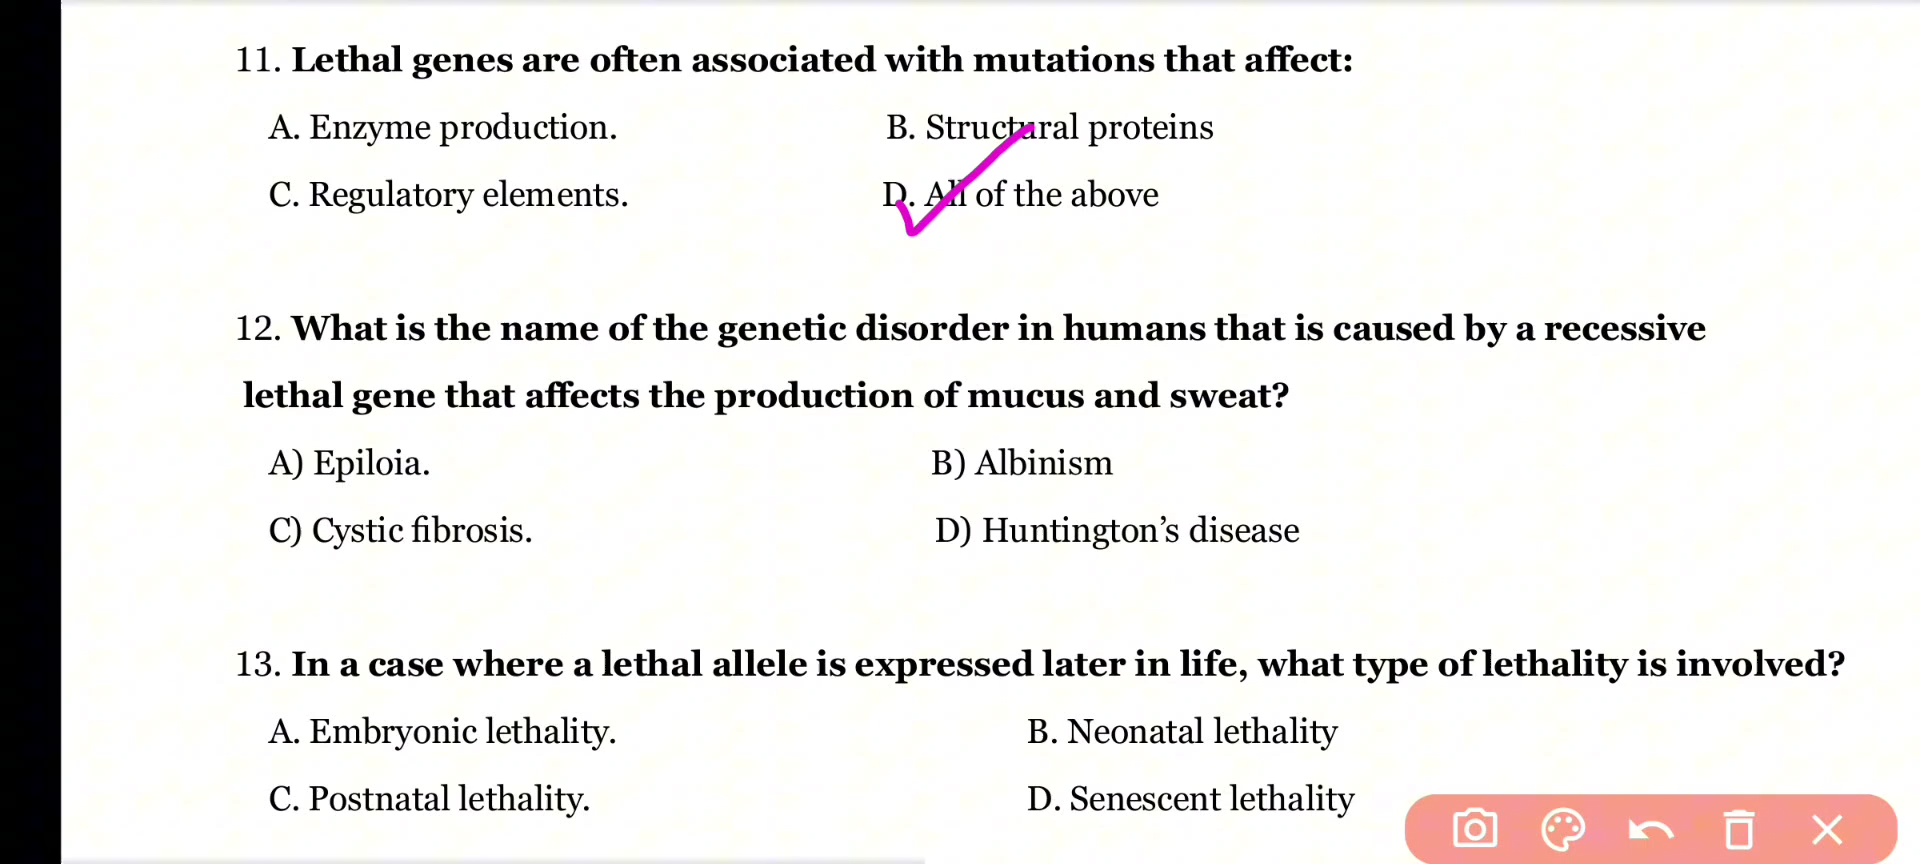 11. Lethal genes are often associated with mutations that affect:
A. Enzyme production. B. Structural proteins
C. Regulatory elements. D. All of the above
12. What is the name of the genetic disorder in humans that is caused by a recessive
lethal gene that affects the production of mucus and sweat?
A) Epiloia. B) Albinism
C) Cystic fibrosis. D) Huntington’s disease
13. In a case where a lethal allele is expressed later in life, what type of lethality is involved?
A. Embryonic lethality. B. Neonatal lethality
C. Postnatal lethality. D. Senescent lethality